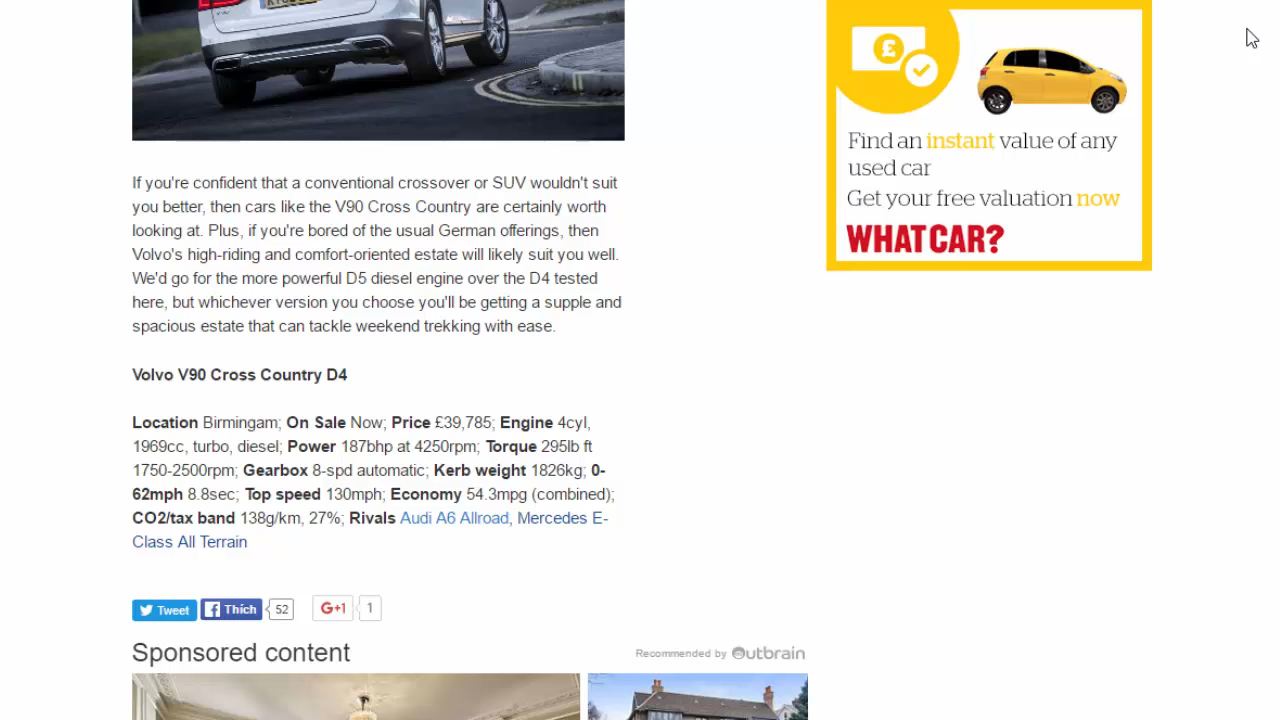 If you're confident that a conventional crossover or SUV wouldn't suit
you better, then cars like the V90 Cross Country are certainly worth
looking at. Plus, if you're bored of the usual German offerings, then
Volvo's high-riding and comfort-oriented estate will likely suit you well.
We'd go for the more powerful D5 diesel engine over the D4 tested
here, but whichever version you choose you'll be getting a supple and
spacious estate that can tackle weekend trekking with ease.
Volvo V90 Cross Country D4
Location Birmingam; On Sale Now; Price £39,785; Engine 4cyl,
1969cc, turbo, diesel; Power 187bhp at 4250rpm; Torque 295lb ft
1750-2500rpm; Gearbox 8-spd automatic; Kerb weight 1826kg; 0-
62mph 8.8sec; Top speed 130mph; Economy 54.3mpg (combined);
CO2/tax band 138g/km, 27%; Rivals Audi A6 Allroad, Mercedes E-
Class All Terrain
Tweet Thích 52 G+1 1
Sponsored content
Recommended by Outbrain
£
Find an instant value of any
used car
Get your free valuation now
WHAT CAR?